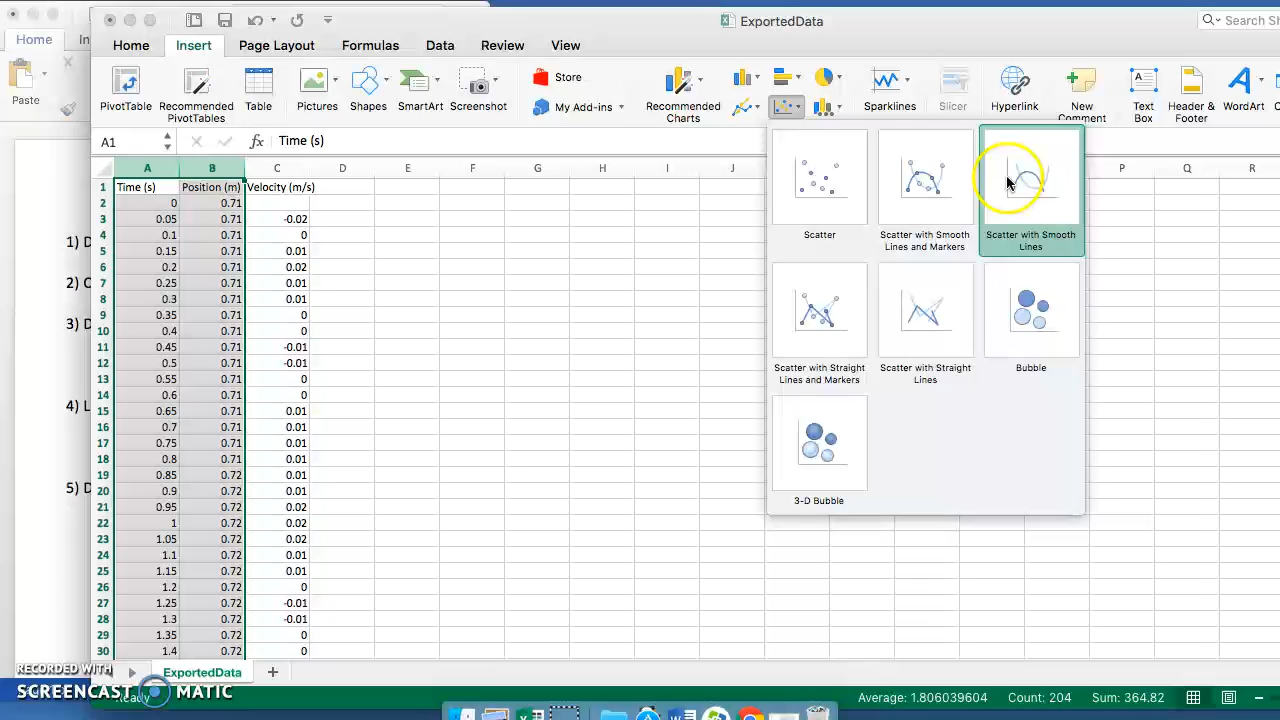 ExportedData
Search Sh
Home In
Home Insert Page Layout Formulas Data Review View
Paste
PivotTable
Recommended PivotTables
Table
Pictures
Shapes
SmartArt
Screenshot
Store
My Add-ins
Recommended Charts
Sparklines
Slicer
Hyperlink
New Comment
Text Box
Header & Footer
WordArt
A1 fx Time (s)
A B C D E F G H I J P Q R
1 Time (s) Position (m) Velocity (m/s)
2 0 0.71
3 0.05 0.71 -0.02
4 0.1 0.71 0
5 0.15 0.71 0.01
6 0.2 0.71 0.02
7 0.25 0.71 0.01
8 0.3 0.71 0.01
9 0.35 0.71 0
10 0.4 0.71 0
11 0.45 0.71 -0.01
12 0.5 0.71 -0.01
13 0.55 0.71 0
14 0.6 0.71 0
15 0.65 0.71 0.01
16 0.7 0.71 0.01
17 0.75 0.71 0.01
18 0.8 0.71 0.01
19 0.85 0.72 0.01
20 0.9 0.72 0.01
21 0.95 0.72 0.02
22 1 0.72 0.02
23 1.05 0.72 0.02
24 1.1 0.72 0.01
25 1.15 0.72 0.01
26 1.2 0.72 0
27 1.25 0.72 -0.01
28 1.3 0.72 -0.01
29 1.35 0.72 0
30 1.4 0.72 0
1) D
2) C
3) D
4) L
5) D
Scatter
Scatter with Smooth Lines and Markers
Scatter with Smooth Lines
Scatter with Straight Lines and Markers
Scatter with Straight Lines
Bubble
3-D Bubble
ExportedData
RECORDED WITH
SCREENCAST MATIC
Ready
Average: 1.806039604 Count: 204 Sum: 364.82